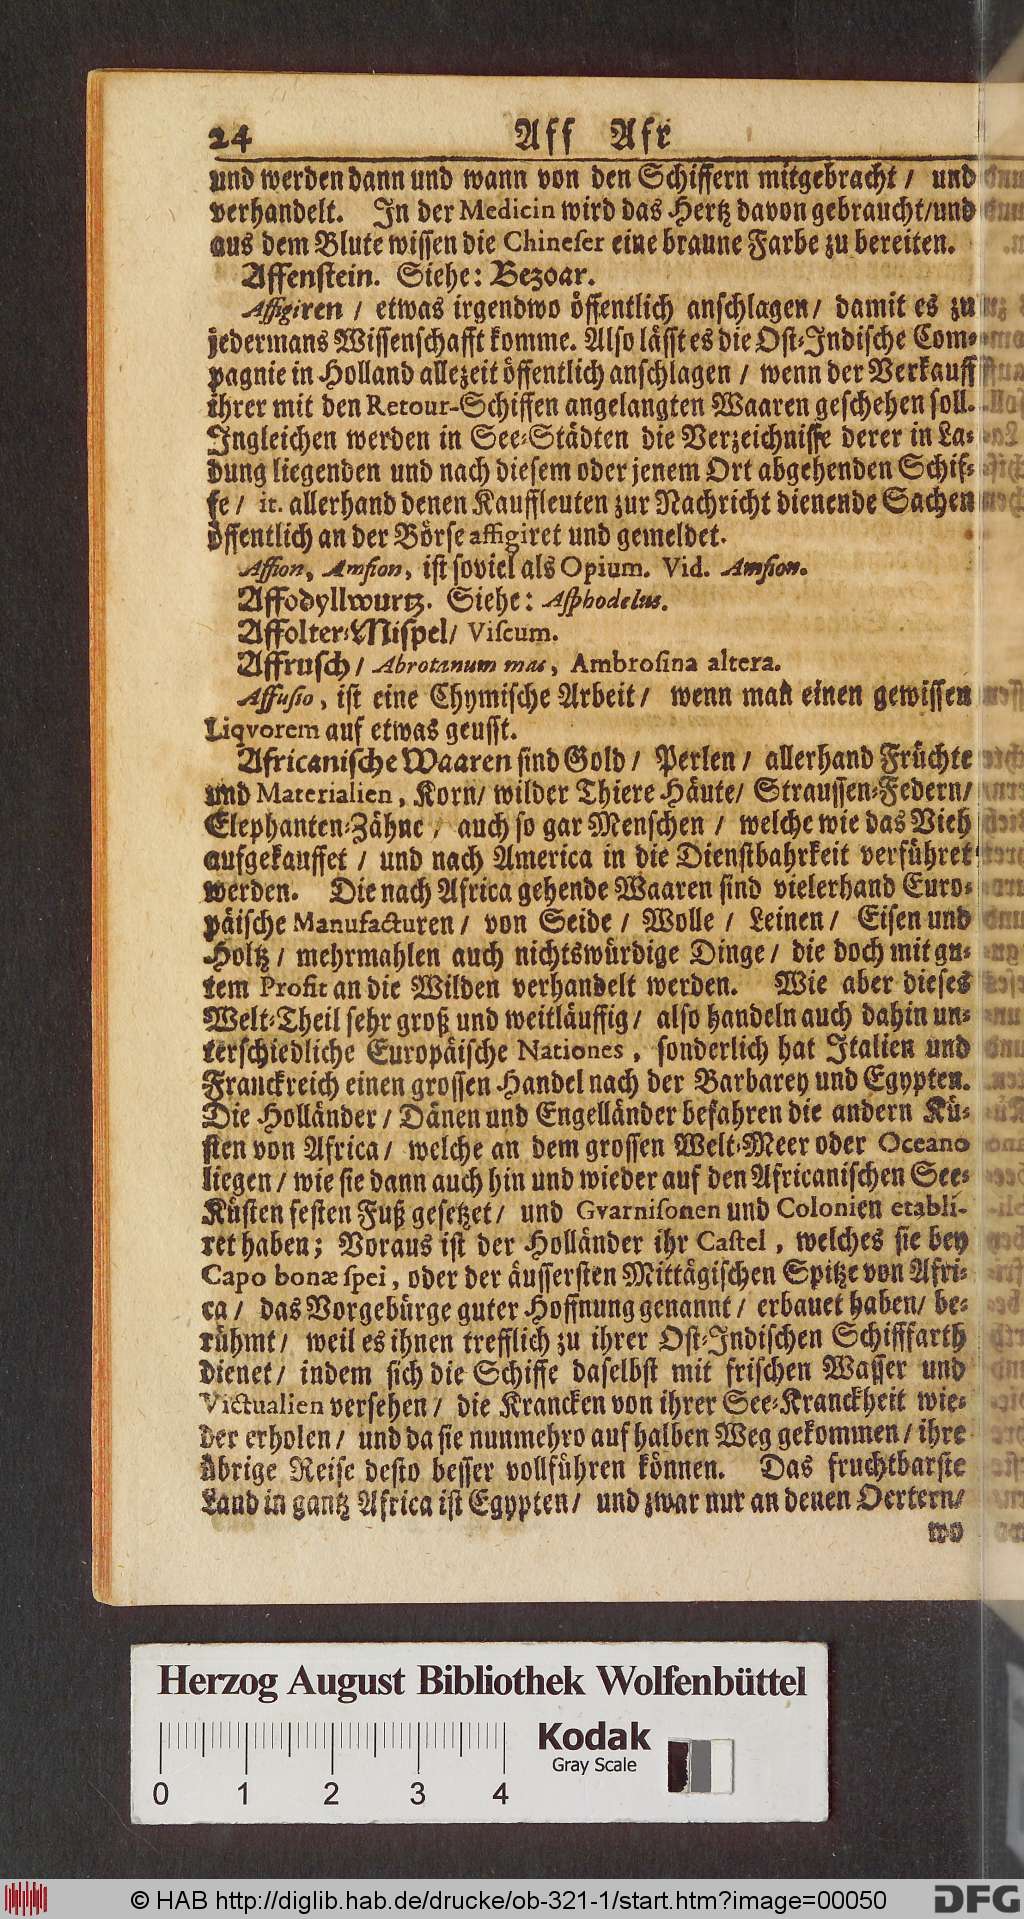 24 Aff Afr
und werden dann und wann von den Schiffern mitgebracht / und
verhandelt. In der Medicin wird das Hertz davon gebraucht/und
aus dem Blute wissen die Chineser eine braune Farbe zu bereiten.
Affenstein. Siehe: Bezoar.
Affigiren / etwas irgendwo öffentlich anschlagen / damit es zu
jedermans Wissenschafft komme. Also lässt es die Ost-Indische Com-
pagnie in Holland allezeit öffentlich anschlagen / wenn der Verkauff
ihrer mit den Retour-Schiffen angelangten Waaren geschehen soll.
Ingleichen werden in See-Städten die Verzeichnisse derer in La-
dung liegenden und nach diesem oder jenem Ort abgehenden Schif-
fe / it. allerhand denen Kauffleuten zur Nachricht dienende Sachen
öffentlich an der Börse affigiret und gemeldet.
Affion, Amfion, ist soviel als Opium. Vid. Amfion.
Affodyllwurtz. Siehe: Asphodelus.
Affolter-Mispel/ Viscum.
Affrusch / Abrotanum mas, Ambrosina altera.
Affusio, ist eine Chymische Arbeit / wenn man einen gewissen
Liqvorem auf etwas geusst.
Africanische Waaren sind Gold / Perlen / allerhand Früchte
und Materialien, Korn/ wilder Thiere Häute/ Straussen-Federn/
Elephanten-Zähne / auch so gar Menschen / welche wie das Vieh
aufgekauffet / und nach America in die Dienstbahrkeit verführet
werden. Die nach Africa gehende Waaren sind vielerhand Euro-
päische Manufacturen / von Seide / Wolle / Leinen / Eisen und
Holtz / mehrmahlen auch nichtswürdige Dinge / die doch mit gu-
tem Profit an die Wilden verhandelt werden. Wie aber dieses
Welt-Theil sehr groß und weitläuffig / also handeln auch dahin un-
terschiedliche Europäische Nationes, sonderlich hat Italien und
Franckreich einen grossen Handel nach der Barbarey und Egypten.
Die Holländer / Dänen und Engelländer befahren die andern Kü-
sten von Africa / welche an dem grossen Welt-Meer oder Oceano
liegen / wie sie dann auch hin und wieder auf den Africanischen See-
Küsten festen Fuß gesetzet / und Gvarnisonen und Colonien etabli-
ret haben; Voraus ist der Holländer ihr Castel, welches sie bey
Capo bonæ spei, oder der äussersten Mittägischen Spitze von Afri-
ca / das Vorgebürge guter Hoffnung genannt / erbauet haben/ be-
rühmt / weil es ihnen trefflich zu ihrer Ost-Indischen Schifffarth
dienet / indem sich die Schiffe daselbst mit frischen Wasser und
Victualien versehen / die Krancken von ihrer See-Kranckheit wie-
der erholen / und da sie nunmehro auf halben Weg gekommen / ihre
übrige Reise desto besser vollführen können. Das fruchtbarste
Land in gantz Africa ist Egypten / und zwar nur an denen Oertern/
wo
Herzog August Bibliothek Wolfenbüttel
Kodak
Gray Scale
0 1 2 3 4
© HAB http://diglib.hab.de/drucke/ob-321-1/start.htm?image=00050
DFG